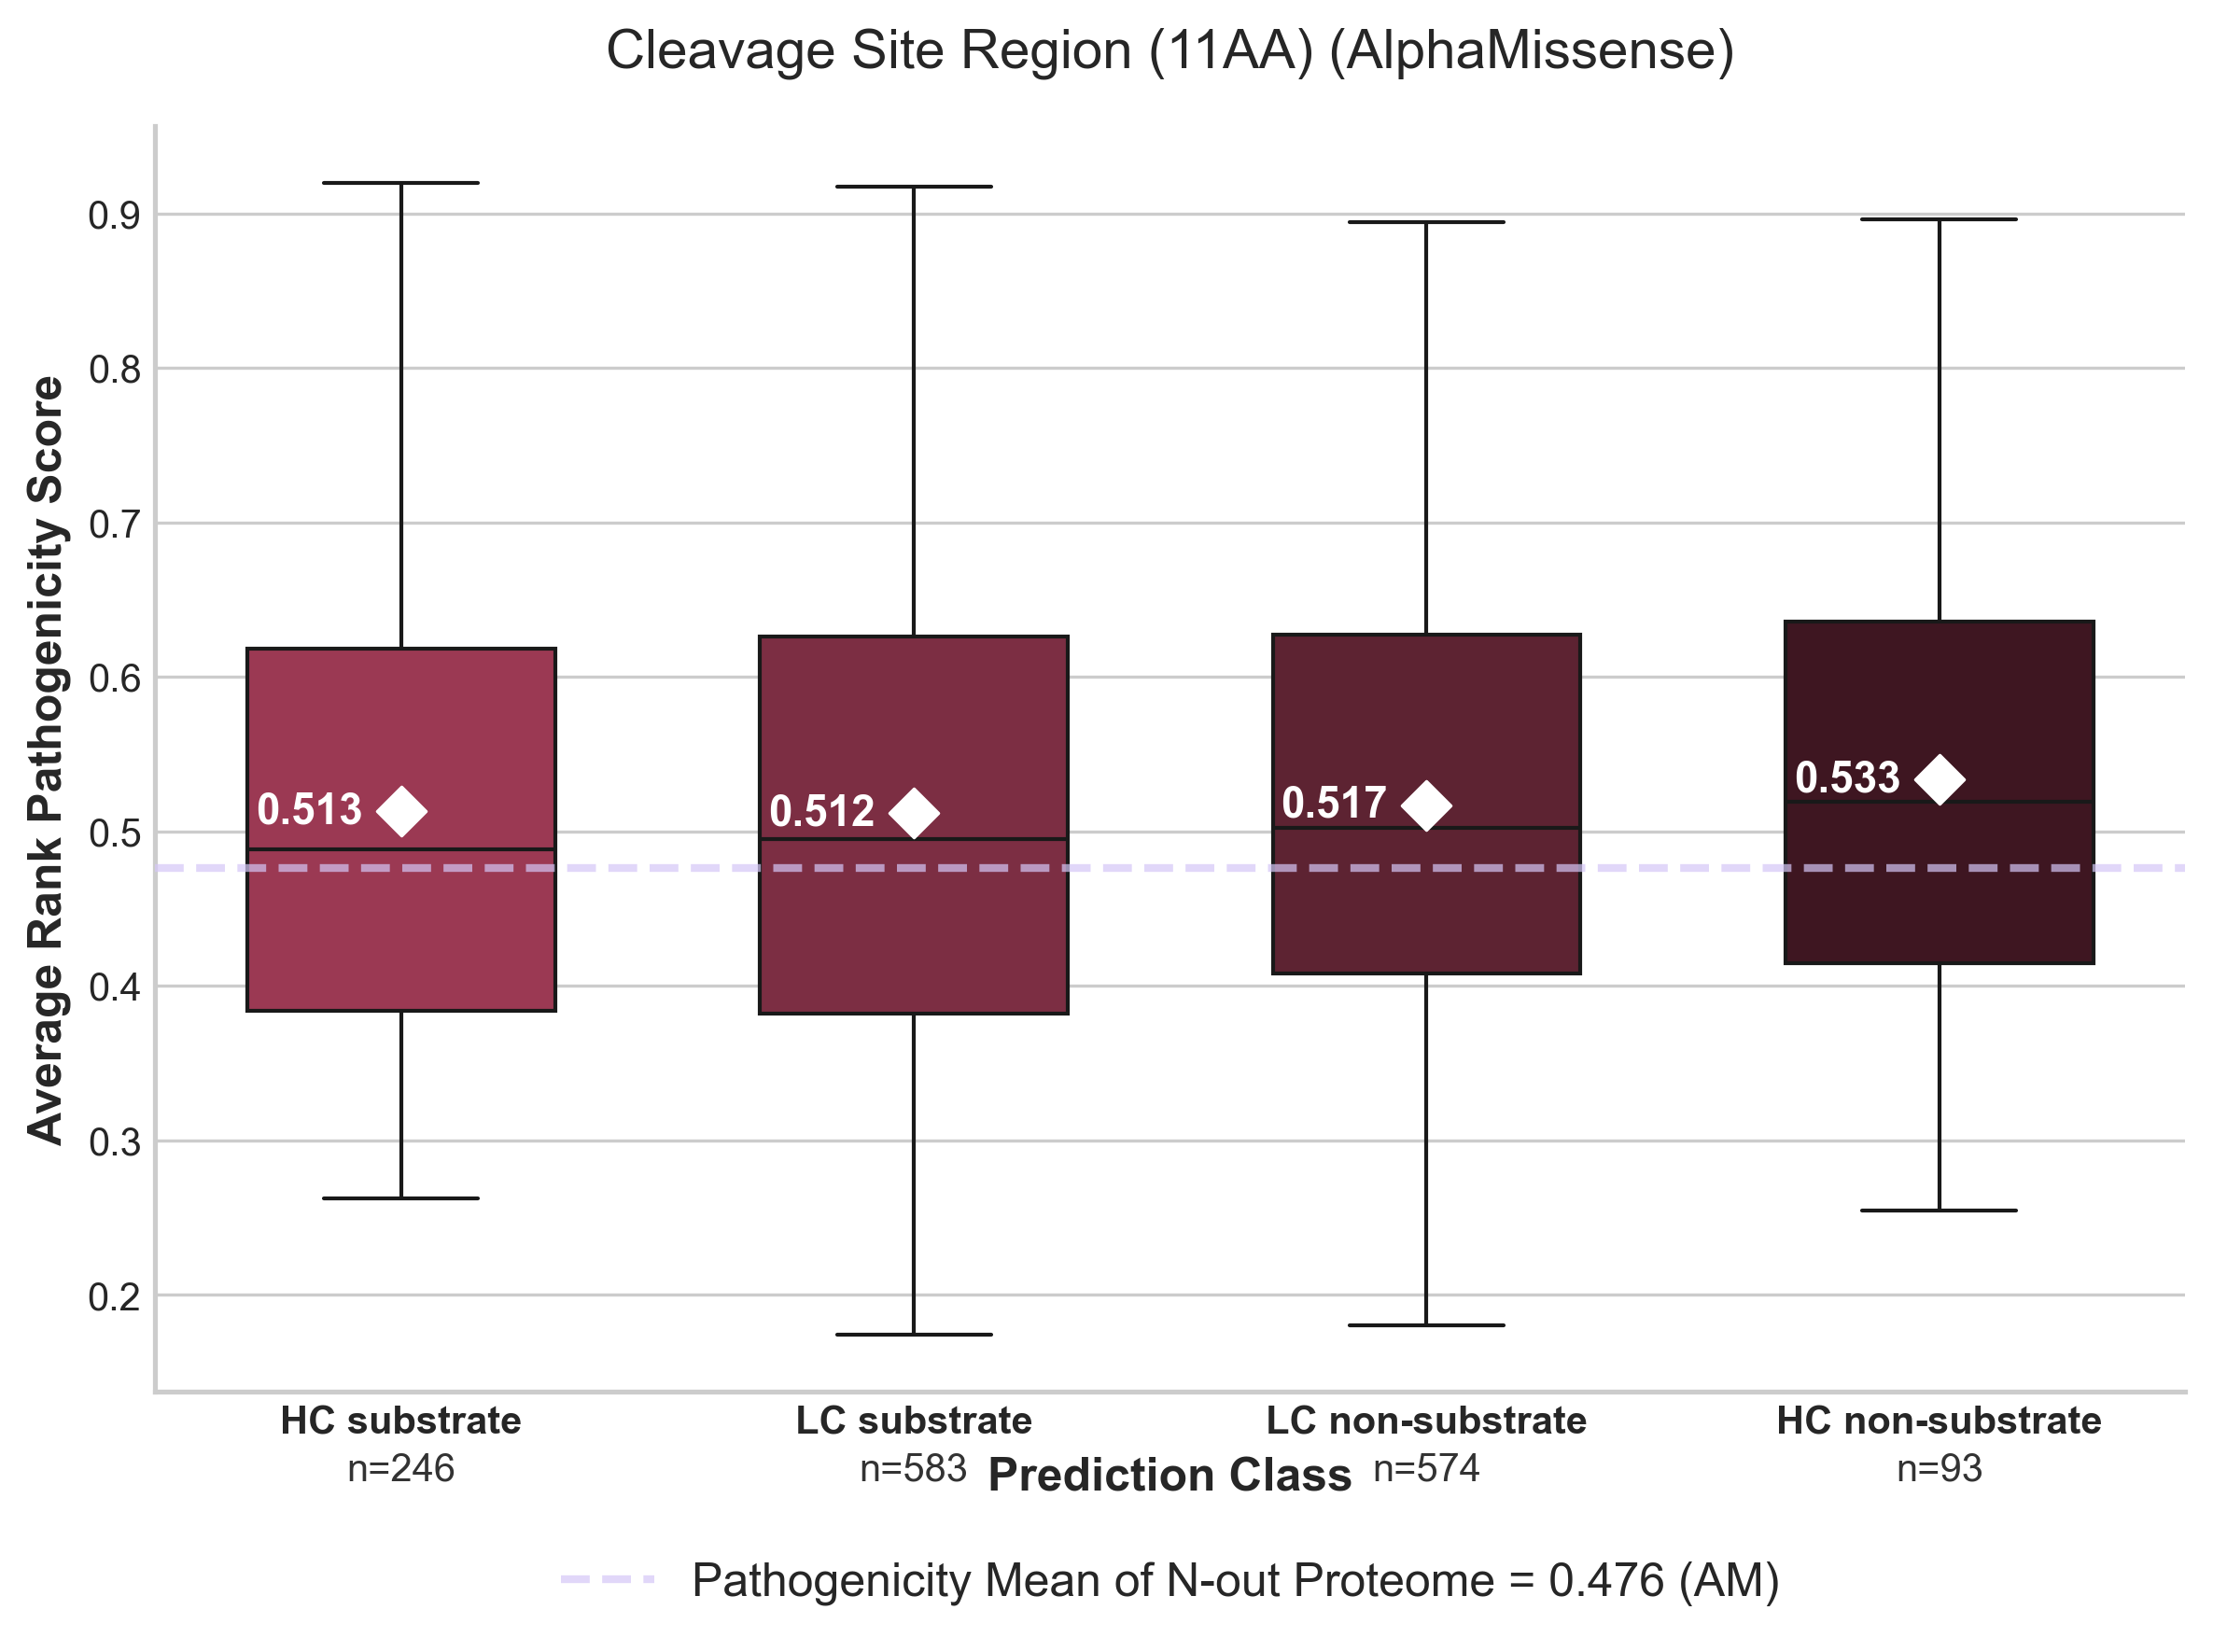 Cleavage Site Region (11AA) (AlphaMissense)
Average Rank Pathogenicity Score
0.9
0.8
0.7
0.6
0.5
0.4
0.3
0.2
0.513
0.512
0.517
0.533
HC substrate
n=246
LC substrate
n=583
LC non-substrate
n=574
HC non-substrate
n=93
Prediction Class
Pathogenicity Mean of N-out Proteome = 0.476 (AM)